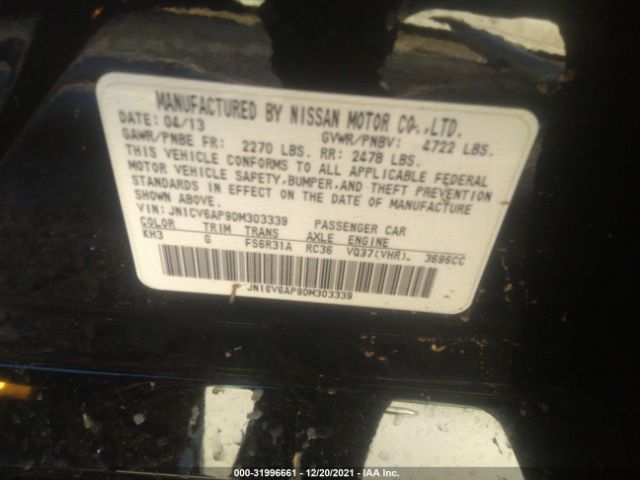 MANUFACTURED BY NISSAN MOTOR CO.,LTD.
DATE: 04/13 GVWR/PNBV: 4722 LBS.
GAWR/PNBE FR: 2270 LBS. RR: 2478 LBS.
THIS VEHICLE CONFORMS TO ALL APPLICABLE FEDERAL
MOTOR VEHICLE SAFETY, BUMPER, AND THEFT PREVENTION
STANDARDS IN EFFECT ON THE DATE OF MANUFACTURE
SHOWN ABOVE.
VIN: JN1CV6AP9DM303339 PASSENGER CAR
COLOR TRIM TRANS AXLE ENGINE
KH3 G FS6R31A RC36 VQ37(VHR)_ 3696CC
JN1CV6AP9DM303339
000-31996661 - 12/20/2021 - IAA Inc.